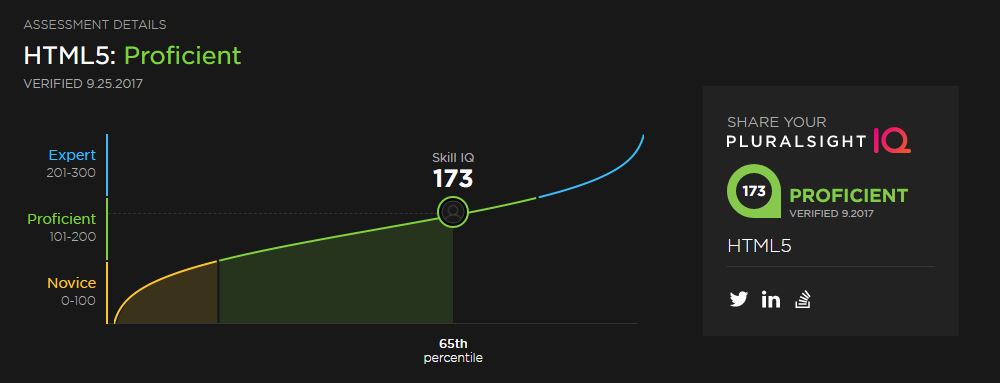 ASSESSMENT DETAILS
HTML5: Proficient
VERIFIED 9.25.2017
Expert
201-300
Proficient
101-200
Novice
0-100
Skill IQ
173
65th
percentile
SHARE YOUR
PLURALSIGHT IQ
173
PROFICIENT
VERIFIED 9.2017
HTML5
in